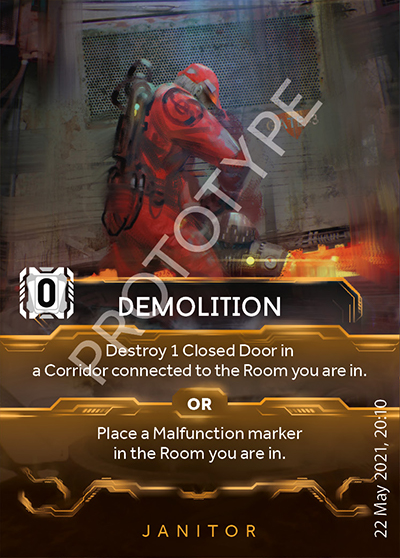 PROTOTYPE
0
DEMOLITION
Destroy 1 Closed Door in
a Corridor connected to the Room you are in.
OR
Place a Malfunction marker
in the Room you are in.
22 May 2021, 20:10
JANITOR